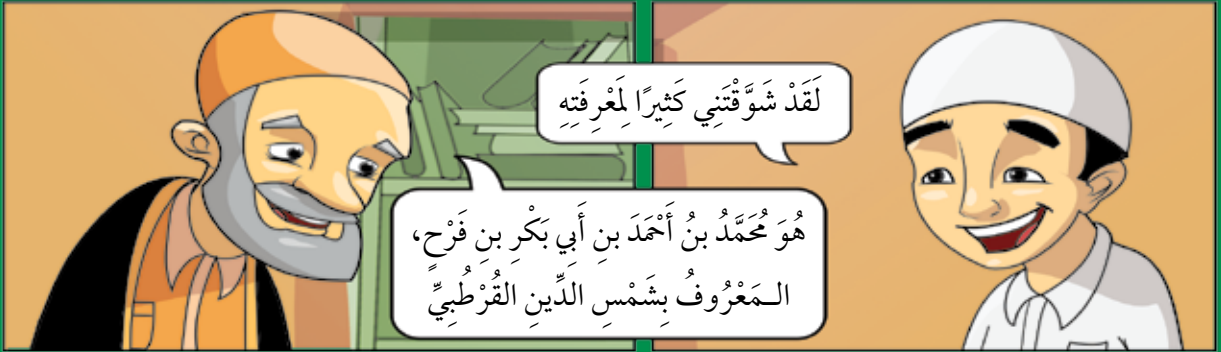 لَقَدْ شَوَّقْتَنِي كَثِيرًا لِمَعْرِفَتِهِ
هُوَ مُحَمَّدُ بنُ أَحْمَدَ بنِ أَبِي بَكْرِ بنِ فَرْحٍ،
الـمَعْرُوفُ بِشَمْسِ الدِّينِ القُرْطُبِيِّ